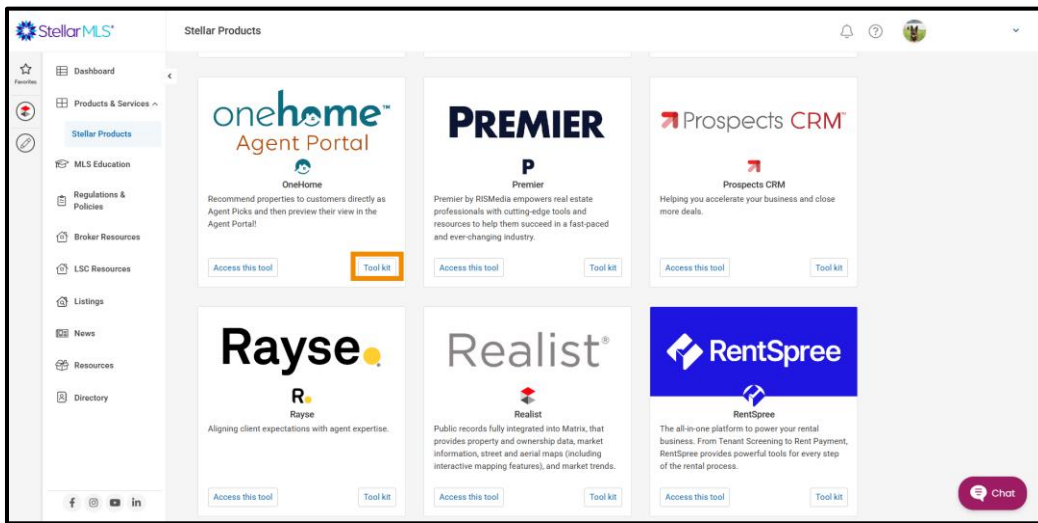 StellarMLS
Stellar Products
Favorites
Dashboard
Products & Services
Stellar Products
MLS Education
Regulations &
Policies
Broker Resources
LSC Resources
Listings
News
Resources
Directory
onehome™
Agent Portal
OneHome
Recommend properties to customers directly as
Agent Picks and then preview their view in the
Agent Portal!
Access this tool
Tool kit
PREMIER
P
Premier
Premier by RISMedia empowers real estate
professionals with cutting-edge tools and
resources to help them succeed in a fast-paced
and ever-changing industry.
Access this tool
Tool kit
Prospects CRM™
Prospects CRM
Helping you accelerate your business and close
more deals.
Access this tool
Tool kit
Rayse
R
Rayse
Aligning client expectations with agent expertise.
Access this tool
Tool kit
Realist®
Realist
Public records fully integrated into Matrix, that
provides property and ownership data, market
information, street and aerial maps (including
interactive mapping features), and market trends.
Access this tool
Tool kit
RentSpree
RentSpree
The all-in-one platform to power your rental
business. From Tenant Screening to Rent Payment,
RentSpree provides powerful tools for every step
of the rental process.
Access this tool
Tool kit
Chat